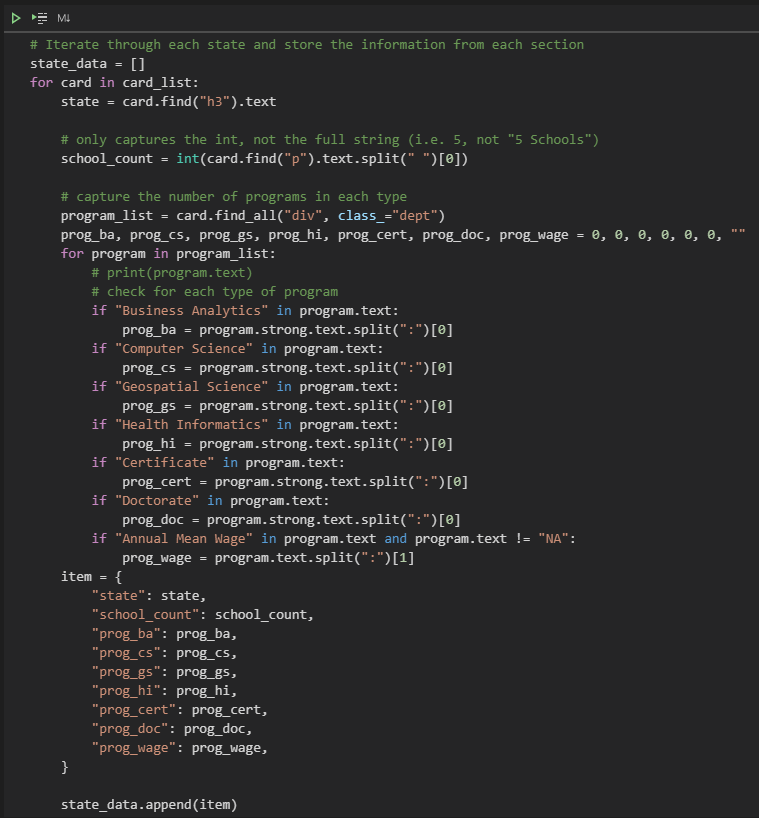 M↓
# Iterate through each state and store the information from each section
state_data = []
for card in card_list:
    state = card.find("h3").text

    # only captures the int, not the full string (i.e. 5, not "5 Schools")
    school_count = int(card.find("p").text.split(" ")[0])

    # capture the number of programs in each type
    program_list = card.find_all("div", class_="dept")
    prog_ba, prog_cs, prog_gs, prog_hi, prog_cert, prog_doc, prog_wage = 0, 0, 0, 0, 0, 0, ""
    for program in program_list:
        # print(program.text)
        # check for each type of program
        if "Business Analytics" in program.text:
            prog_ba = program.strong.text.split(":")[0]
        if "Computer Science" in program.text:
            prog_cs = program.strong.text.split(":")[0]
        if "Geospatial Science" in program.text:
            prog_gs = program.strong.text.split(":")[0]
        if "Health Informatics" in program.text:
            prog_hi = program.strong.text.split(":")[0]
        if "Certificate" in program.text:
            prog_cert = program.strong.text.split(":")[0]
        if "Doctorate" in program.text:
            prog_doc = program.strong.text.split(":")[0]
        if "Annual Mean Wage" in program.text and program.text != "NA":
            prog_wage = program.text.split(":")[1]
    item = {
        "state": state,
        "school_count": school_count,
        "prog_ba": prog_ba,
        "prog_cs": prog_cs,
        "prog_gs": prog_gs,
        "prog_hi": prog_hi,
        "prog_cert": prog_cert,
        "prog_doc": prog_doc,
        "prog_wage": prog_wage,
    }

    state_data.append(item)